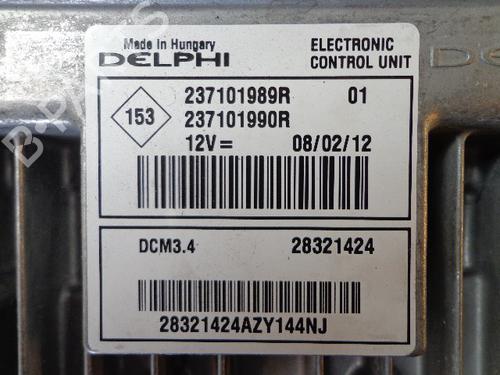 Made in Hungary
DELPHI
ELECTRONIC
CONTROL UNIT
153
237101989R 01
237101990R
12V= 08/02/12
DCM3.4 28321424
28321424AZY144NJ